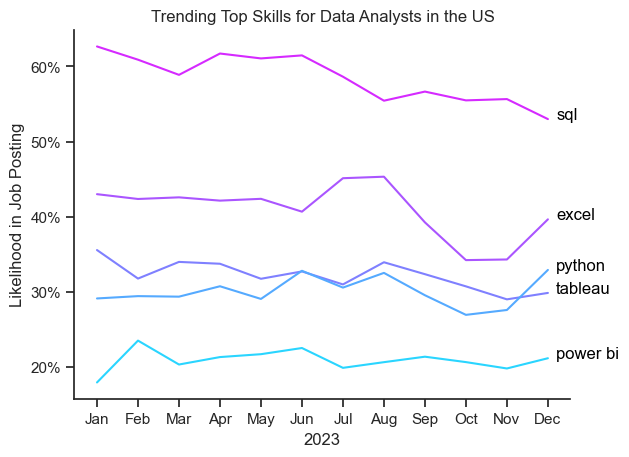 Trending Top Skills for Data Analysts in the US
Likelihood in Job Posting
60%
50%
40%
30%
20%
sql
excel
python
tableau
power bi
Jan Feb Mar Apr May Jun Jul Aug Sep Oct Nov Dec
2023